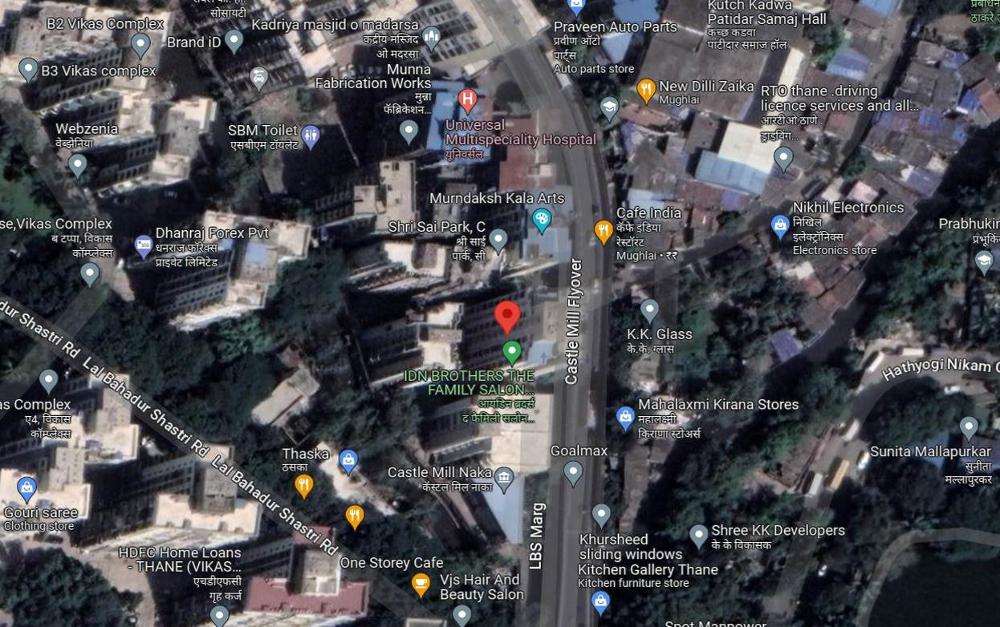 सोसायटी
B2 Vikas Complex
Brand iD
Kadriya masjid o madarsa
कद्रीय मस्जिद
ओ मदरसा
Praveen Auto Parts
प्रवीण ऑटो
पार्ट्स
Auto parts store
Kutch Kadwa
Patidar Samaj Hall
कच्छ कडवा
पाटीदार समाज हॉल
ठाकरे
B3 Vikas complex
Munna
Fabrication Works
मुन्ना
फॅब्रिकेशन...
New Dilli Zaika
Mughlai
RTO thane .driving
licence services and all...
आरटीओ ठाणे
ड्राइविंग...
Webzenia
वेब्झेनिया
SBM Toilet
एसबीएम टॉयलेट
H
Universal
Multispeciality Hospital
यूनिवर्सल...
Murndaksh Kala Arts
Shri Sai Park, C
श्री साई
पार्क, सी
Cafe India
कॅफे इंडिया
रेस्टॉरंट
Mughlai • ₹₹
Nikhil Electronics
निखिल
इलेक्ट्रॉनिक्स
Electronics store
se,Vikas Complex
ब टप्पा, विकास
कॉम्प्लेक्स
Dhanraj Forex Pvt
धनराज फॉरेक्स
प्राइवेट लिमिटेड
Prabhukir
Castle Mill Flyover
K.K. Glass
के.के. ग्लास
dur Shastri Rd
Lal Bahadur Shastri Rd
Lal Bahadur Shastri Rd
IDN BROTHERS THE
FAMILY SALON...
आयडिन ब्रदर्स
द फैमिली सलोन...
Hathyogi Nikam
as Complex
ए4, विकास
कॉम्प्लेक्स
Mahalaxmi Kirana Stores
महालक्ष्मी
किराणा स्टोअर्स
Thaska
ठसका
Castle Mill Naka
कॅस्टल मिल नाका
Goalmax
Sunita Mallapurkar
सुनीता
मल्लापुरकर
Gouri saree
Clothing store
LBS Marg
Khursheed
sliding windows
Kitchen Gallery Thane
Kitchen furniture store
Shree KK Developers
के के विकासक
HDFC Home Loans
- THANE (VIKAS...
एचडीएफसी
गृह कर्ज
One Storey Cafe
Vjs Hair And
Beauty Salon
Spot Manpower